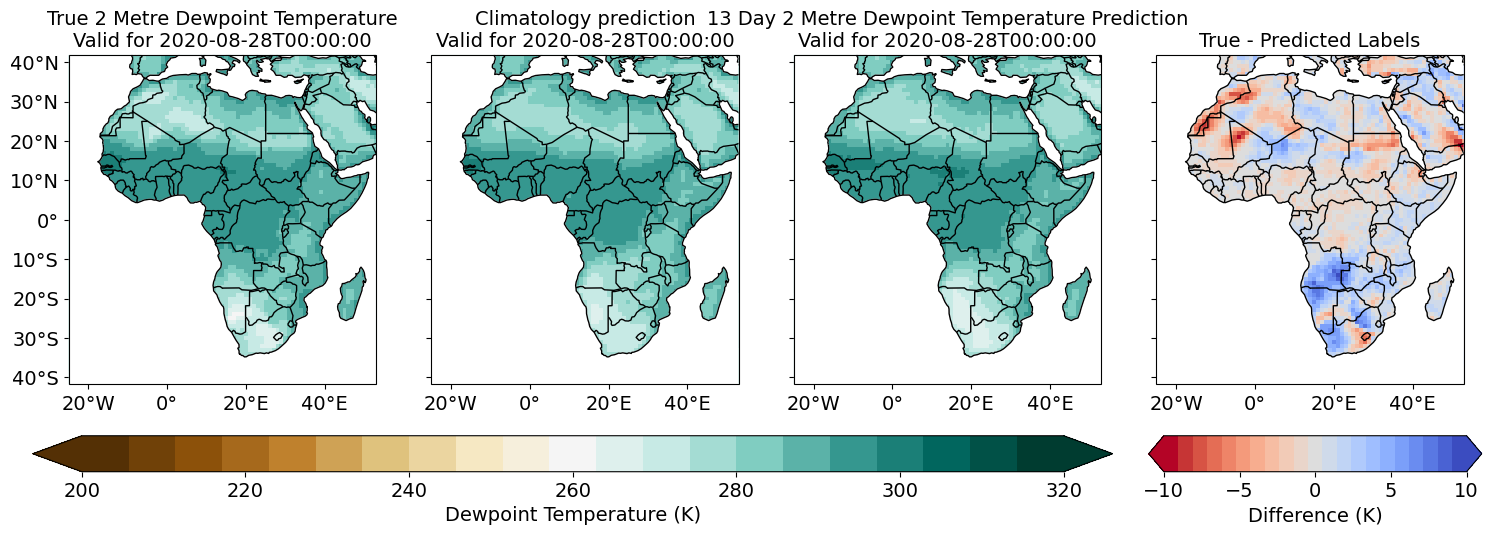 True 2 Metre Dewpoint Temperature
Valid for 2020-08-28T00:00:00
Climatology prediction  13 Day 2 Metre Dewpoint Temperature Prediction
Valid for 2020-08-28T00:00:00
Valid for 2020-08-28T00:00:00
True - Predicted Labels
40°N
30°N
20°N
10°N
0°
10°S
20°S
30°S
40°S
20°W 0° 20°E 40°E
20°W 0° 20°E 40°E
20°W 0° 20°E 40°E
20°W 0° 20°E 40°E
200 220 240 260 280 300 320
Dewpoint Temperature (K)
−10 −5 0 5 10
Difference (K)